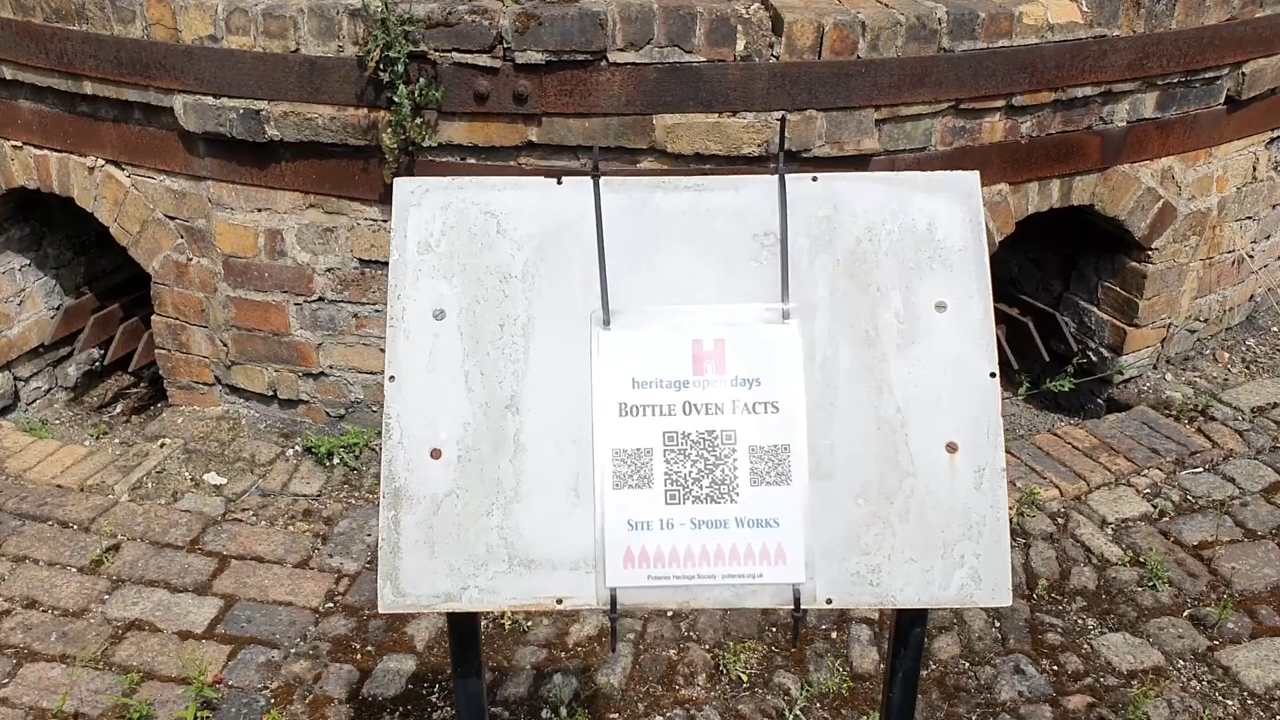 H
heritage open days
BOTTLE OVEN FACTS
SITE 16 - SPODE WORKS
Potteries Heritage Society - potteries.org.uk